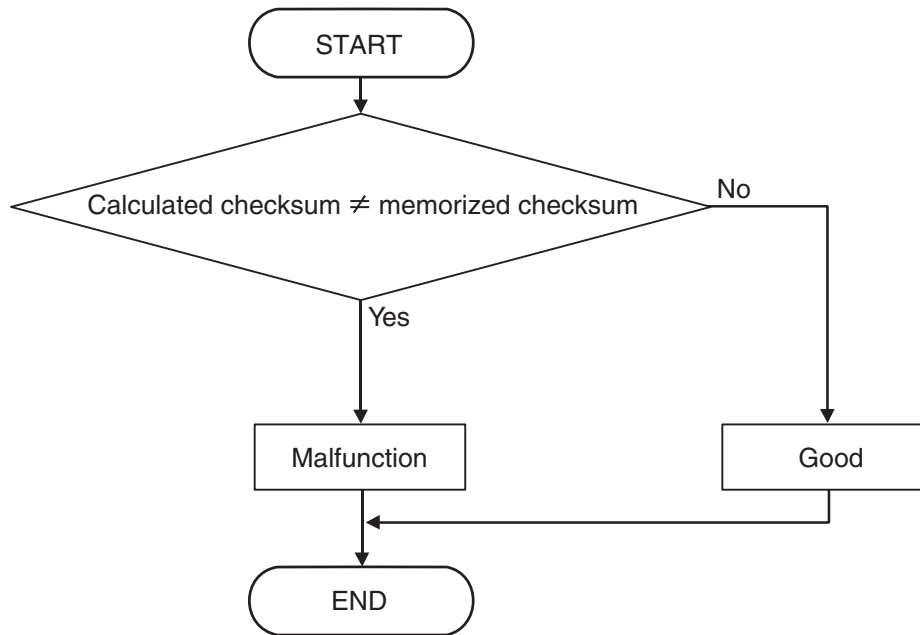 START
Calculated checksum ≠ memorized checksum
No
Yes
Malfunction
Good
END